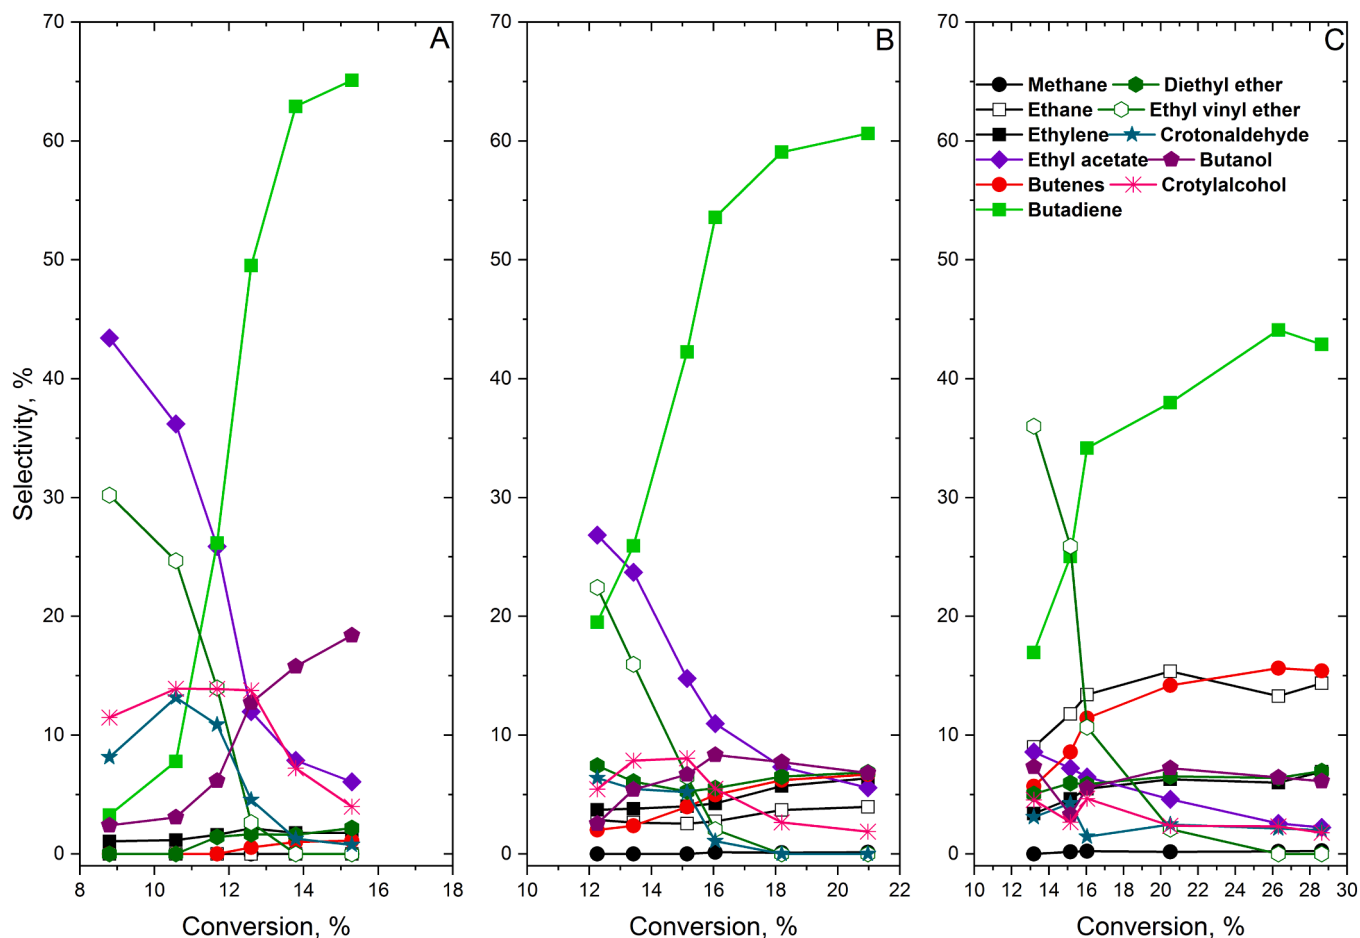 A
B
C
70
60
50
40
30
20
10
0
70
60
50
40
30
20
10
0
70
60
50
40
30
20
10
0
Selectivity, %
Methane Diethyl ether
Ethane Ethyl vinyl ether
Ethylene Crotonaldehyde
Ethyl acetate Butanol
Butenes Crotylalcohol
Butadiene
8 10 12 14 16 18
10 12 14 16 18 20 22
10 12 14 16 18 20 22 24 26 28 30
Conversion, %
Conversion, %
Conversion, %